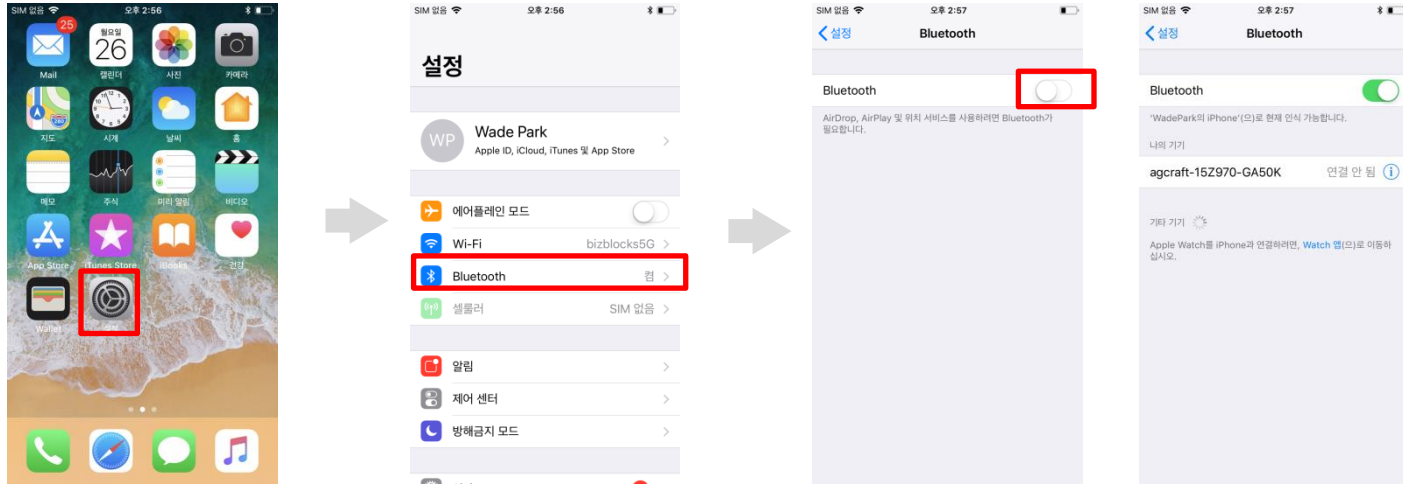 SIM 없음 오후 2:56
25
월요일
26
Mail 캘린더 사진 카메라
280
지도 시계 날씨 홈
메모 주식 미리 알림 비디오
App Store iTunes Store iBooks 건강
Wallet 설정
SIM 없음 오후 2:56
설정
WP
Wade Park
Apple ID, iCloud, iTunes 및 App Store
에어플레인 모드
Wi-Fi bizblocks5G
Bluetooth 켬
셀룰러 SIM 없음
알림
제어 센터
방해금지 모드
SIM 없음 오후 2:57
설정 Bluetooth
Bluetooth
AirDrop, AirPlay 및 위치 서비스를 사용하려면 Bluetooth가
필요합니다.
SIM 없음 오후 2:57
설정 Bluetooth
Bluetooth
'WadePark의 iPhone'(으)로 현재 인식 가능합니다.
나의 기기
agcraft-15Z970-GA50K 연결 안 됨
기타 기기
Apple Watch를 iPhone과 연결하려면, Watch 앱(으)로 이동하
십시오.